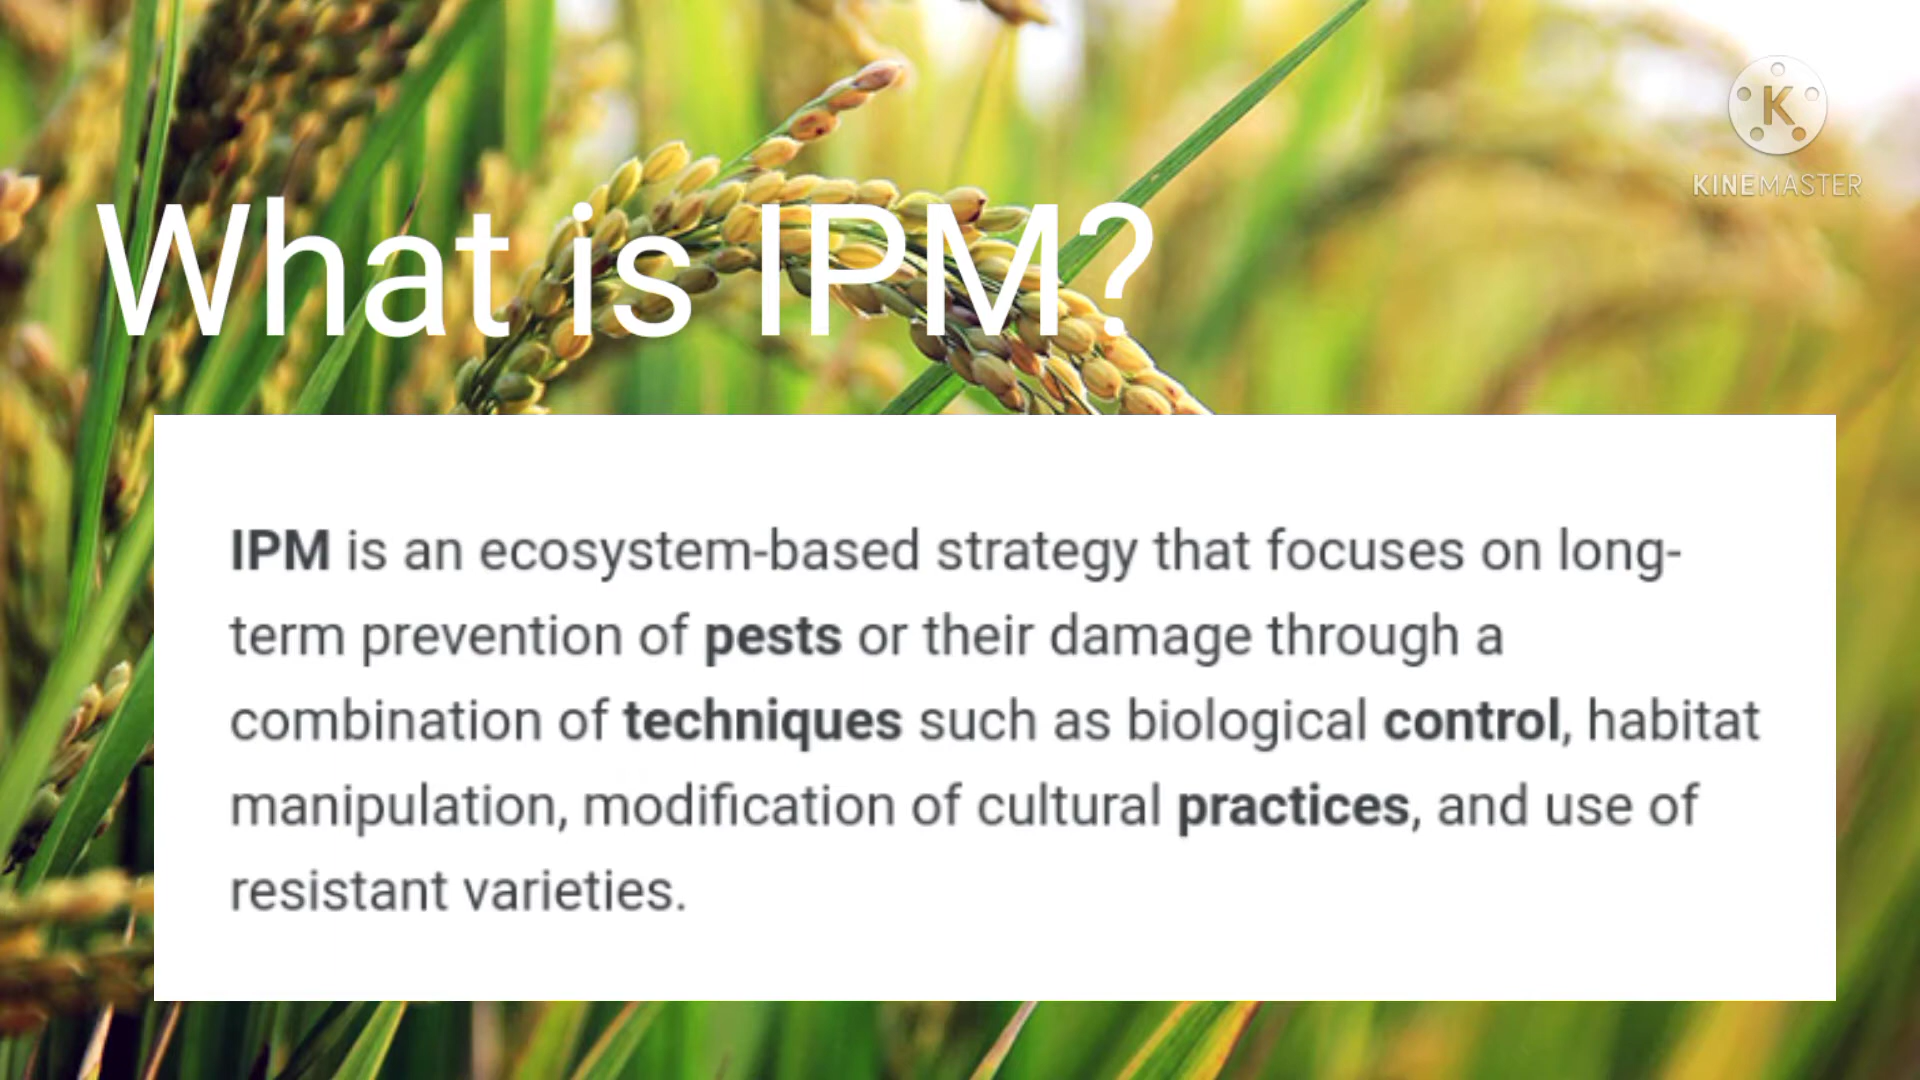 KINEMASTER
What is IPM?
IPM is an ecosystem-based strategy that focuses on long-
term prevention of pests or their damage through a
combination of techniques such as biological control, habitat
manipulation, modification of cultural practices, and use of
resistant varieties.